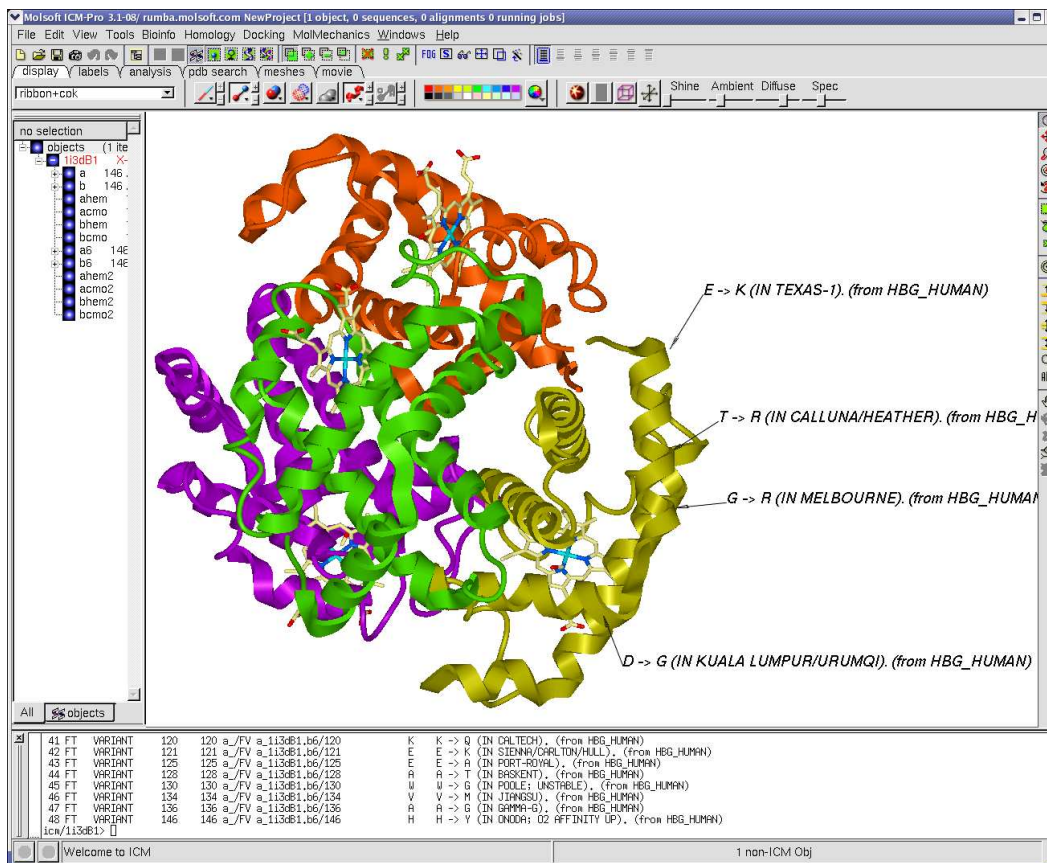 Molsoft ICM-Pro 3.1-08/ rumba.molsoft.com NewProject [1 object, 0 sequences, 0 alignments 0 running jobs]
File Edit View Tools Bioinfo Homology Docking MolMechanics Windows Help
FOG S
display labels analysis pdb search meshes movie
ribbon+cpk Shine Ambient Diffuse Spec
no selection
objects (1 ite
1i3dB1 X-
a 146
b 146
ahem
acmo
bhem
bcmo
a6 146
b6 146
ahem2
acmo2
bhem2
bcmo2
E -> K (IN TEXAS-1). (from HBG_HUMAN)
T -> R (IN CALLUNA/HEATHER). (from HBG_H
G -> R (IN MELBOURNE). (from HBG_HUMAN
D -> G (IN KUALA LUMPUR/URUMQI). (from HBG_HUMAN)
All objects
41 FT VARIANT 120 120 a_/FV a_1i3dB1.b6/120 K K -> Q (IN CALTECH). (from HBG_HUMAN)
42 FT VARIANT 121 121 a_/FV a_1i3dB1.b6/121 E E -> K (IN SIENNA/CARLTON/HULL). (from HBG_HUMAN)
43 FT VARIANT 125 125 a_/FV a_1i3dB1.b6/125 E E -> A (IN PORT-ROYAL). (from HBG_HUMAN)
44 FT VARIANT 128 128 a_/FV a_1i3dB1.b6/128 A A -> T (IN BASKENT). (from HBG_HUMAN)
45 FT VARIANT 130 130 a_/FV a_1i3dB1.b6/130 W W -> G (IN POOLE; UNSTABLE). (from HBG_HUMAN)
46 FT VARIANT 134 134 a_/FV a_1i3dB1.b6/134 V V -> M (IN JIANGSU). (from HBG_HUMAN)
47 FT VARIANT 136 136 a_/FV a_1i3dB1.b6/136 A A -> G (IN GAMMA-G). (from HBG_HUMAN)
48 FT VARIANT 146 146 a_/FV a_1i3dB1.b6/146 H H -> Y (IN ONODA; O2 AFFINITY UP). (from HBG_HUMAN)
icm/1i3dB1>
Welcome to ICM 1 non-ICM Obj